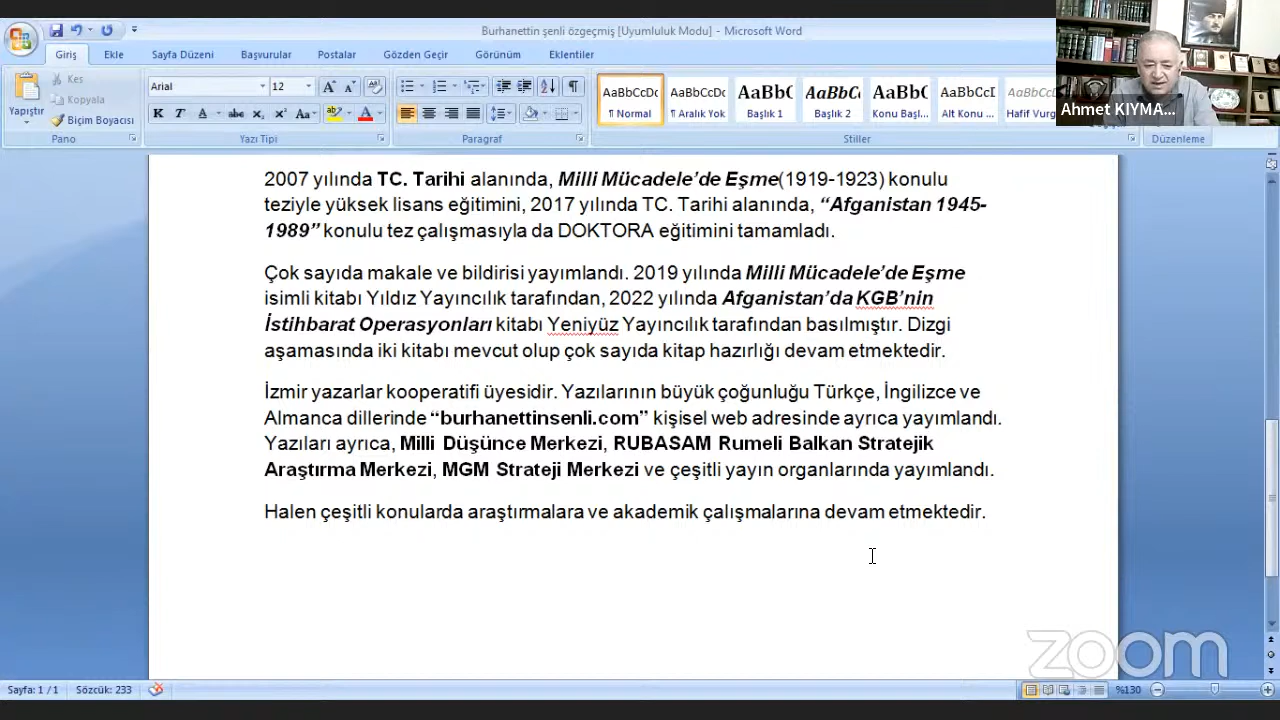 Burhanettin şenli özgeçmiş [Uyumluluk Modu] - Microsoft Word
Giriş Ekle Sayfa Düzeni Başvurular Postalar Gözden Geçir Görünüm Eklentiler
Yapıştır
Kes
Kopyala
Biçim Boyacısı
Pano
Arial 12
K T A abc x₂ x² Aa
Yazı Tipi
Paragraf
AaBbCcDc AaBbCcDc AaBbC AaBbC AaBbC AaBbCcD AaBbCcDc
¶ Normal ¶ Aralık Yok Başlık 1 Başlık 2 Konu Başl... Alt Konu ... Hafif Vurg
Stiller
Düzenleme
Ahmet KIYMA...
2007 yılında TC. Tarihi alanında, Milli Mücadele’de Eşme(1919-1923) konulu
teziyle yüksek lisans eğitimini, 2017 yılında TC. Tarihi alanında, “Afganistan 1945-
1989” konulu tez çalışmasıyla da DOKTORA eğitimini tamamladı.
Çok sayıda makale ve bildirisi yayımlandı. 2019 yılında Milli Mücadele’de Eşme
isimli kitabı Yıldız Yayıncılık tarafından, 2022 yılında Afganistan’da KGB’nin
İstihbarat Operasyonları kitabı Yeniyüz Yayıncılık tarafından basılmıştır. Dizgi
aşamasında iki kitabı mevcut olup çok sayıda kitap hazırlığı devam etmektedir.
İzmir yazarlar kooperatifi üyesidir. Yazılarının büyük çoğunluğu Türkçe, İngilizce ve
Almanca dillerinde “burhanettinsenli.com” kişisel web adresinde ayrıca yayımlandı.
Yazıları ayrıca, Milli Düşünce Merkezi, RUBASAM Rumeli Balkan Stratejik
Araştırma Merkezi, MGM Strateji Merkezi ve çeşitli yayın organlarında yayımlandı.
Halen çeşitli konularda araştırmalara ve akademik çalışmalarına devam etmektedir.
zoom
Sayfa: 1 / 1 Sözcük: 233 %130